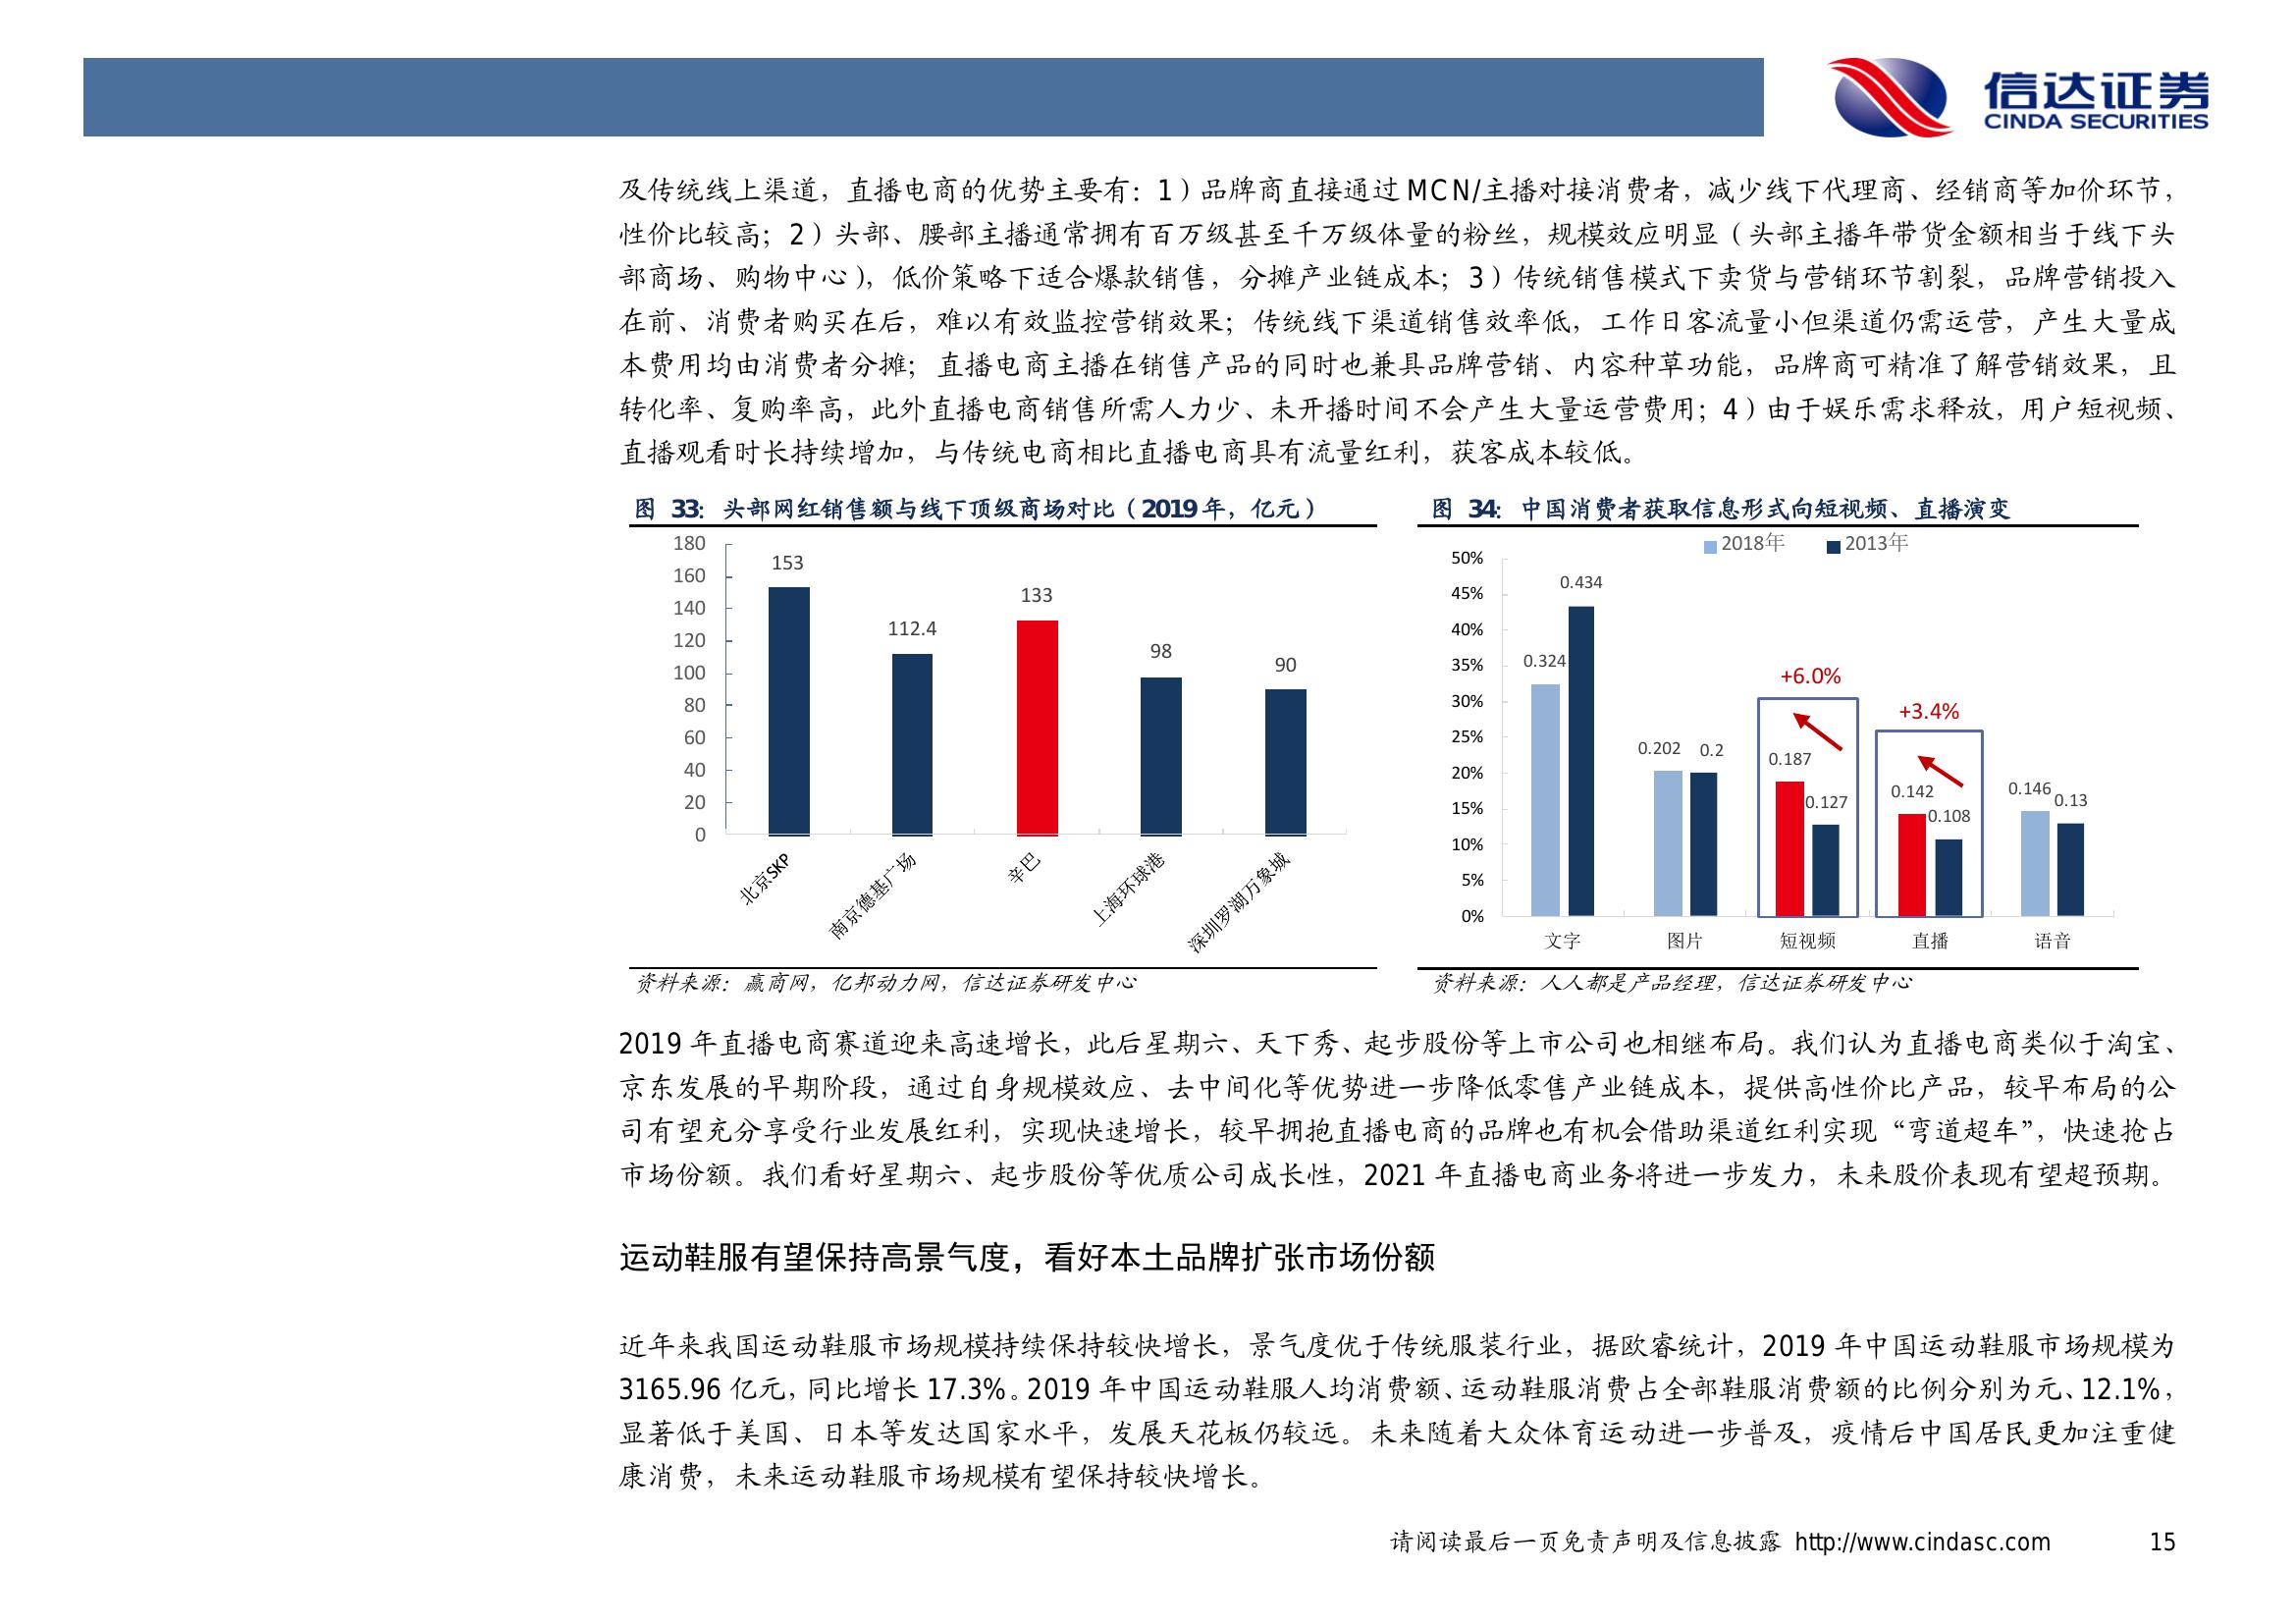 信达证券
CINDA SECURITIES
及传统线上渠道，直播电商的优势主要有：1）品牌商直接通过 MCN/主播对接消费者，减少线下代理商、经销商等加价环节，
性价比较高；2）头部、腰部主播通常拥有百万级甚至千万级体量的粉丝，规模效应明显（头部主播年带货金额相当于线下头
部商场、购物中心），低价策略下适合爆款销售，分摊产业链成本；3）传统销售模式下卖货与营销环节割裂，品牌营销投入
在前、消费者购买在后，难以有效监控营销效果；传统线下渠道销售效率低，工作日客流量小但渠道仍需运营，产生大量成
本费用均由消费者分摊；直播电商主播在销售产品的同时也兼具品牌营销、内容种草功能，品牌商可精准了解营销效果，且
转化率、复购率高，此外直播电商销售所需人力少、未开播时间不会产生大量运营费用；4）由于娱乐需求释放，用户短视频、
直播观看时长持续增加，与传统电商相比直播电商具有流量红利，获客成本较低。
图 33：头部网红销售额与线下顶级商场对比（2019 年，亿元）
180
160
140
120
100
80
60
40
20
0
153
112.4
133
98
90
北京SKP
南京德基广场
辛巴
上海环球港
深圳罗湖万象城
资料来源：赢商网，亿邦动力网，信达证券研发中心
图 34：中国消费者获取信息形式向短视频、直播演变
2018年 2013年
50%
45%
40%
35%
30%
25%
20%
15%
10%
5%
0%
0.324
0.434
0.202
0.2
+6.0%
0.187
0.127
+3.4%
0.142
0.108
0.146
0.13
文字 图片 短视频 直播 语音
资料来源：人人都是产品经理，信达证券研发中心
2019 年直播电商赛道迎来高速增长，此后星期六、天下秀、起步股份等上市公司也相继布局。我们认为直播电商类似于淘宝、
京东发展的早期阶段，通过自身规模效应、去中间化等优势进一步降低零售产业链成本，提供高性价比产品，较早布局的公
司有望充分享受行业发展红利，实现快速增长，较早拥抱直播电商的品牌也有机会借助渠道红利实现“弯道超车”，快速抢占
市场份额。我们看好星期六、起步股份等优质公司成长性，2021 年直播电商业务将进一步发力，未来股价表现有望超预期。
运动鞋服有望保持高景气度，看好本土品牌扩张市场份额
近年来我国运动鞋服市场规模持续保持较快增长，景气度优于传统服装行业，据欧睿统计，2019 年中国运动鞋服市场规模为
3165.96 亿元，同比增长 17.3%。2019 年中国运动鞋服人均消费额、运动鞋服消费占全部鞋服消费额的比例分别为元、12.1%，
显著低于美国、日本等发达国家水平，发展天花板仍较远。未来随着大众体育运动进一步普及，疫情后中国居民更加注重健
康消费，未来运动鞋服市场规模有望保持较快增长。
请阅读最后一页免责声明及信息披露 http://www.cindasc.com 15